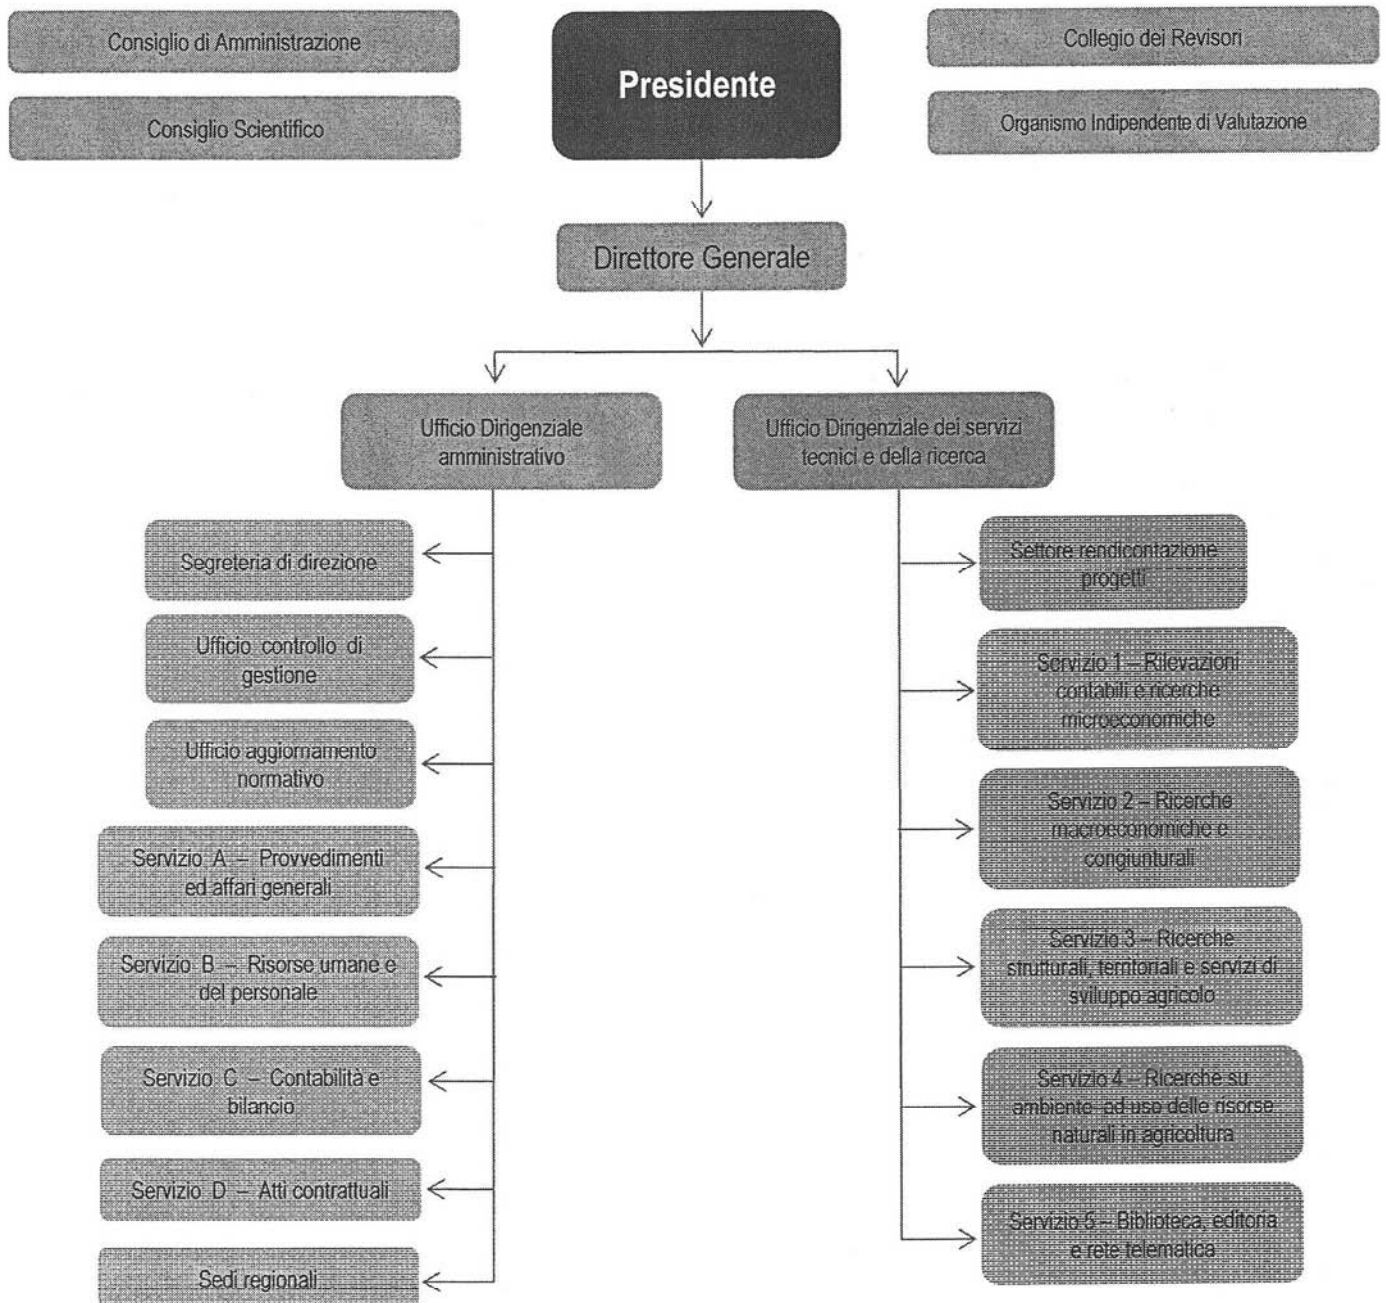 Consiglio di Amministrazione
Consiglio Scientifico
Presidente
Collegio dei Revisori
Organismo Indipendente di Valutazione
Direttore Generale
Ufficio Dirigenziale
amministrativo
Ufficio Dirigenziale dei servizi
tecnici e della ricerca
Segreteria di direzione
Ufficio controllo di
gestione
Ufficio aggiornamento
normativo
Servizio A – Provvedimenti
ed affari generali
Servizio B – Risorse umane e
del personale
Servizio C – Contabilità e
bilancio
Servizio D – Atti contrattuali
Sedi regionali
Settore rendicontazione
progetti
Servizio 1 – Rilevazioni
contabili e ricerche
microeconomiche
Servizio 2 – Ricerche
macroeconomiche e
congiunturali
Servizio 3 – Ricerche
strutturali, territoriali e servizi di
sviluppo agricolo
Servizio 4 – Ricerche su
ambiente ed uso delle risorse
naturali in agricoltura
Servizio 5 – Biblioteca, editoria
e rete telematica